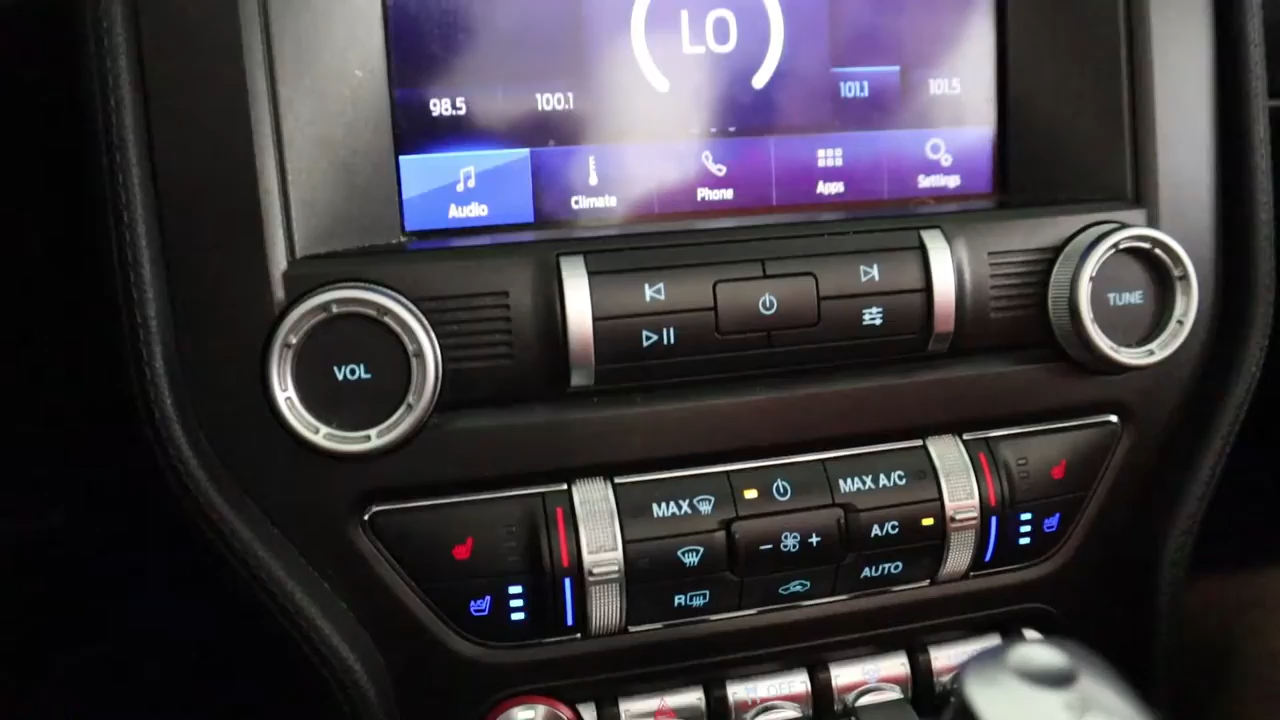 LO
98.5 100.1 101.1 101.5
Audio Climate Phone Apps Settings
VOL
TUNE
MAX MAX A/C
A/C
- +
R AUTO
A/C
OFF